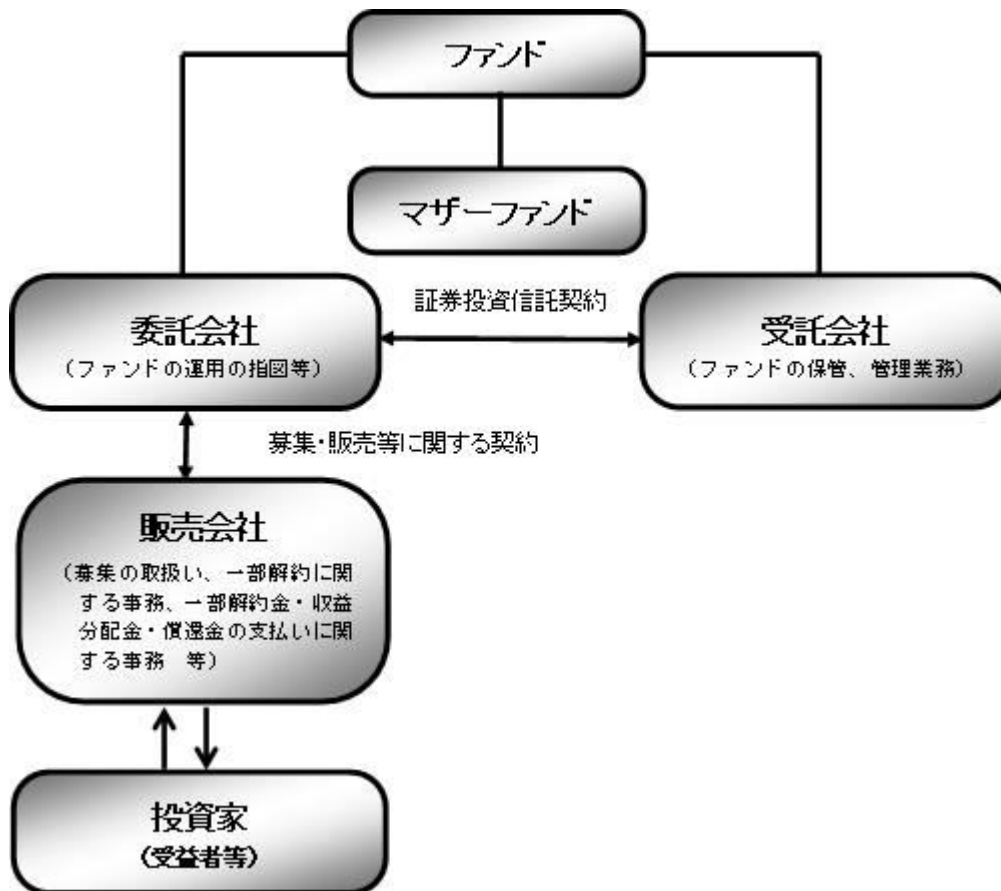 ファンド
マザーファンド
証券投資信託契約
委託会社
(ファンドの運用の指図等)
受託会社
(ファンドの保管、管理業務)
募集・販売等に関する契約
販売会社
(募集の取扱い、一部解約に関
する事務、一部解約金・収益
分配金・償還金の支払いに関
する事務 等)
投資家
(受益者等)